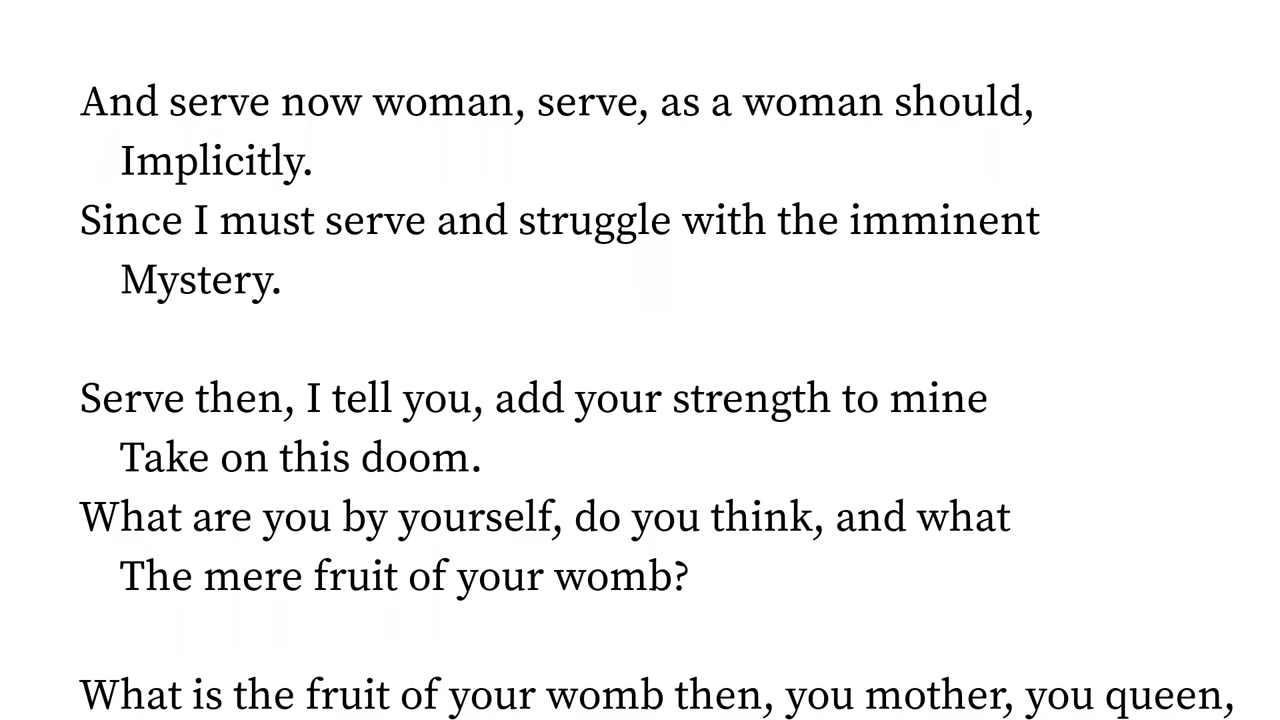 And serve now woman, serve, as a woman should,
Implicitly.
Since I must serve and struggle with the imminent
Mystery.
Serve then, I tell you, add your strength to mine
Take on this doom.
What are you by yourself, do you think, and what
The mere fruit of your womb?
What is the fruit of your womb then, you mother, you queen,